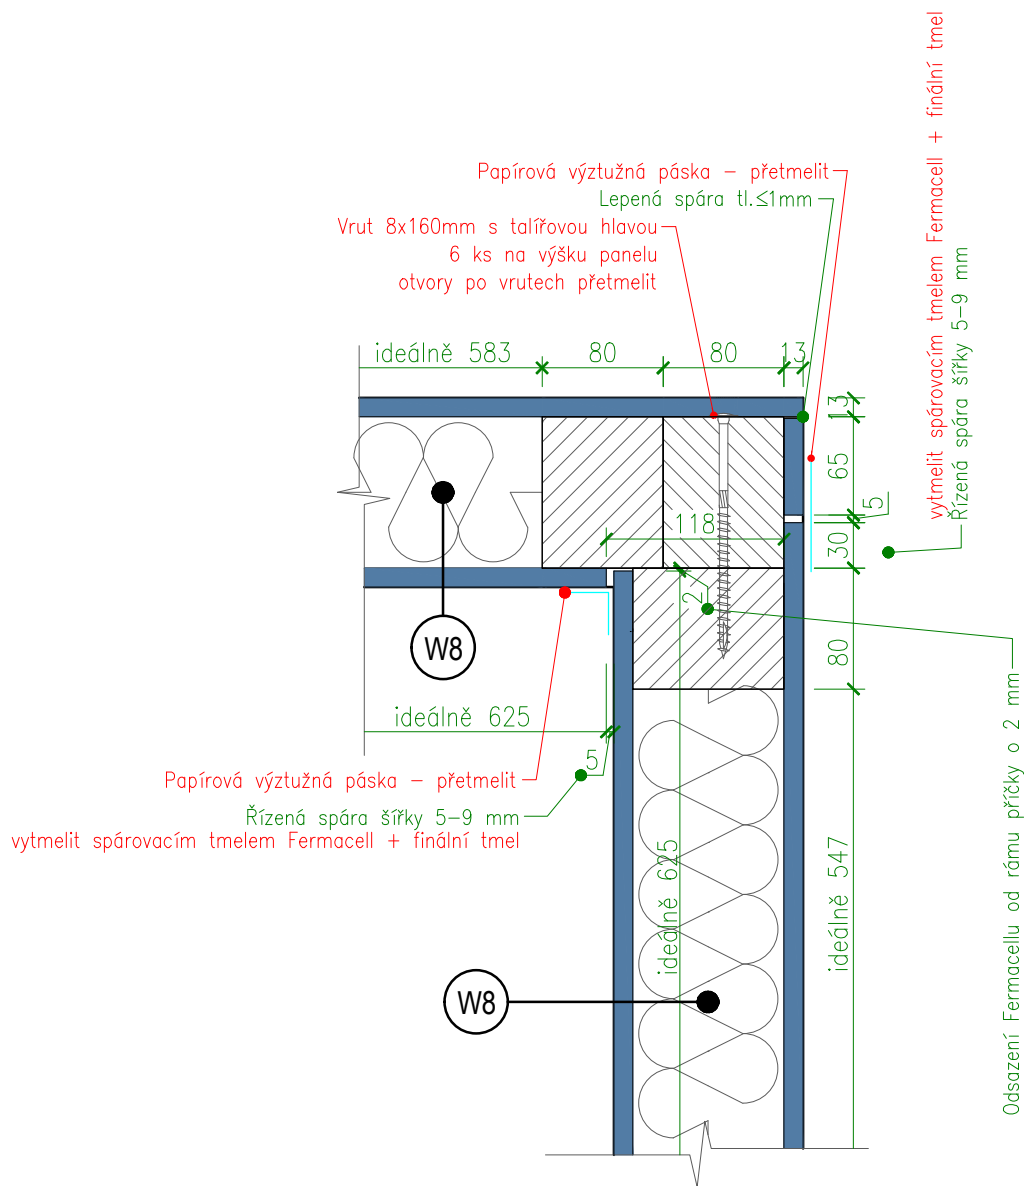 vytmelit spárovacím tmelem Fermacell + finální tmel
Řízená spára šířky 5-9 mm
Papírová výztužná páska - přetmelit
Lepená spára tl.≤1mm
Vrut 8x160mm s talířovou hlavou
6 ks na výšku panelu
otvory po vrutech přetmelit
ideálně 583
80
80
13
13
65
5
30
118
2
80
W8
ideálně 625
5
Papírová výztužná páska - přetmelit
Řízená spára šířky 5-9 mm
vytmelit spárovacím tmelem Fermacell + finální tmel
ideálně 625
ideálně 547
Odsazení Fermacellu od rámu příčky o 2 mm
W8